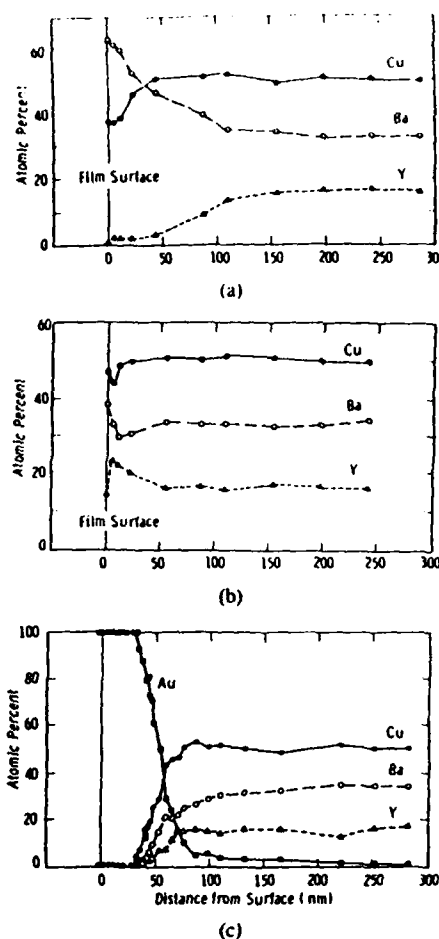 60
40
20
0
Atomic Percent
Cu
Ba
Film Surface
Y
0 50 100 150 200 250 300
(a)
60
40
20
0
Atomic Percent
Cu
Ba
Y
Film Surface
0 50 100 150 200 250 300
(b)
100
80
60
40
20
0
Atomic Percent
Au
Cu
Ba
Y
0 50 100 150 200 250 300
Distance from Surface (nm)
(c)